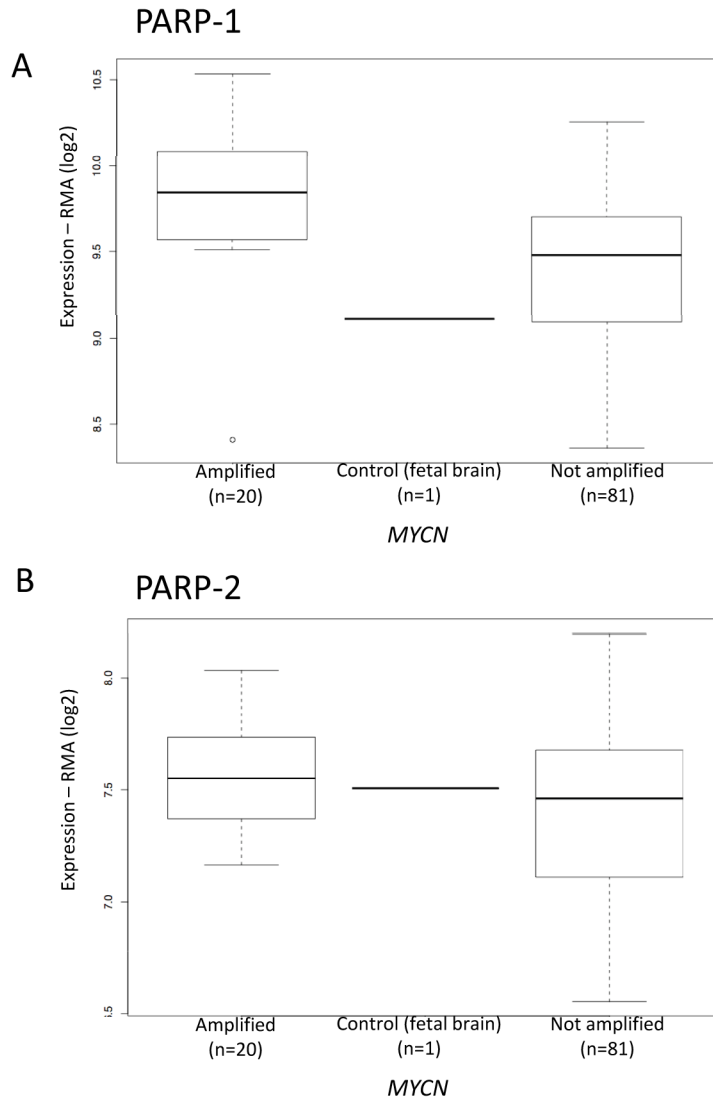 PARP-1
A
Expression – RMA (log2)
10.5
10.0
9.5
9.0
8.5
Amplified Control (fetal brain) Not amplified
(n=20) (n=1) (n=81)
MYCN
B
PARP-2
Expression – RMA (log2)
8.0
7.5
7.0
.5
Amplified Control (fetal brain) Not amplified
(n=20) (n=1) (n=81)
MYCN